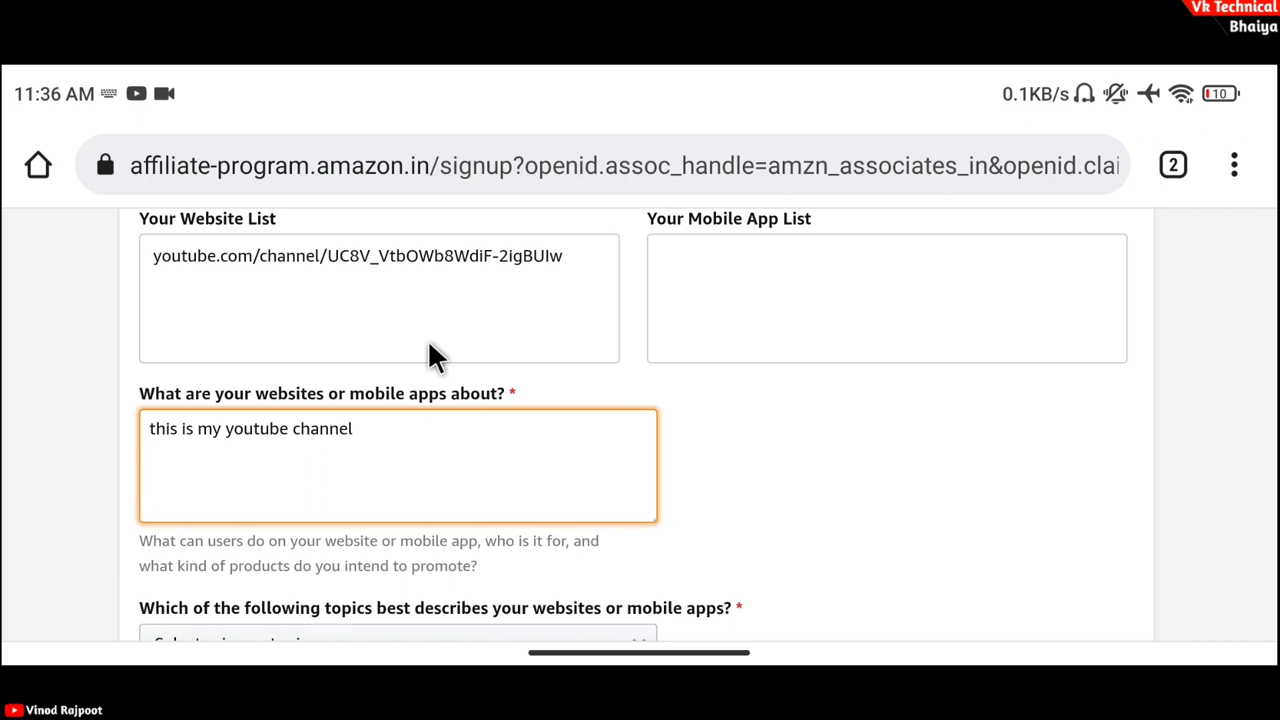 Vk Technical
Bhaiya
11:36 AM
0.1KB/s
10
affiliate-program.amazon.in/signup?openid.assoc_handle=amzn_associates_in&openid.clai
2
Your Website List
Your Mobile App List
youtube.com/channel/UC8V_VtbOWb8WdiF-2igBUIw
What are your websites or mobile apps about? *
this is my youtube channel
What can users do on your website or mobile app, who is it for, and
what kind of products do you intend to promote?
Which of the following topics best describes your websites or mobile apps? *
Vinod Rajpoot